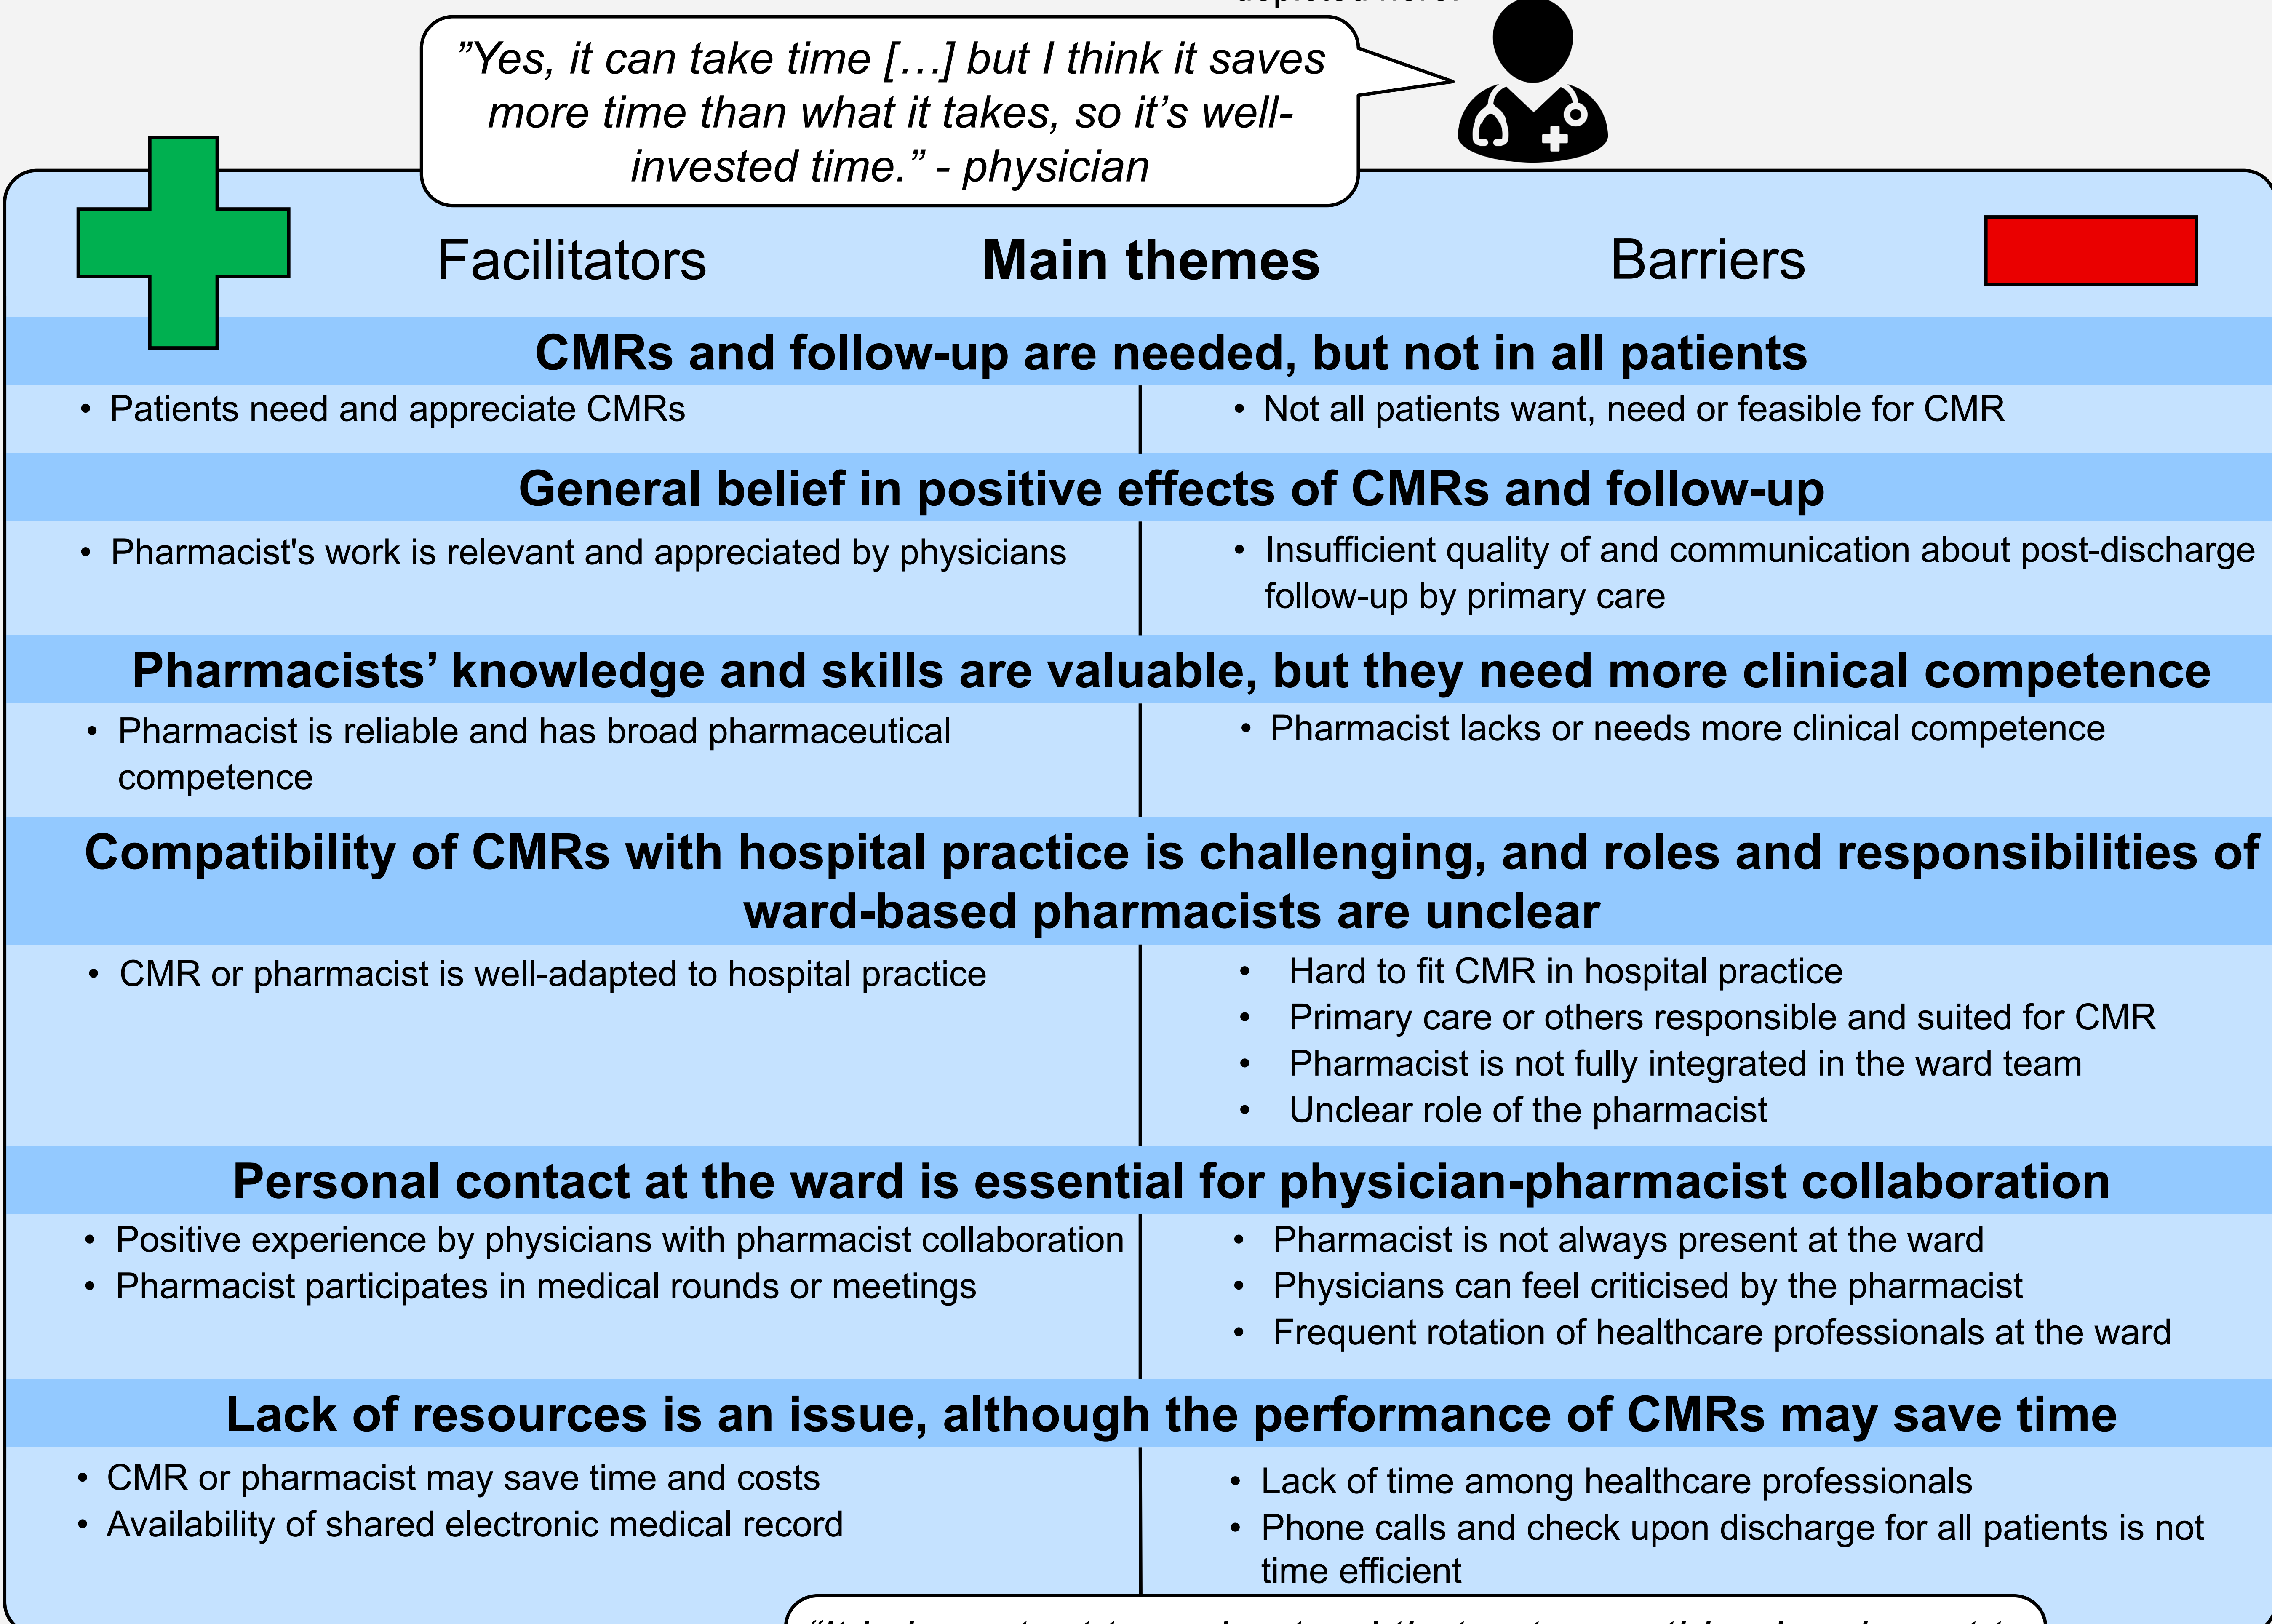 depicted here.
”Yes, it can take time […] but I think it saves
more time than what it takes, so it’s well-
invested time.” - physician
Facilitators
Main themes
Barriers
CMRs and follow-up are needed, but not in all patients
• Patients need and appreciate CMRs
• Not all patients want, need or feasible for CMR
General belief in positive effects of CMRs and follow-up
• Pharmacist's work is relevant and appreciated by physicians
• Insufficient quality of and communication about post-discharge
follow-up by primary care
Pharmacists’ knowledge and skills are valuable, but they need more clinical competence
• Pharmacist is reliable and has broad pharmaceutical
competence
• Pharmacist lacks or needs more clinical competence
Compatibility of CMRs with hospital practice is challenging, and roles and responsibilities of
ward-based pharmacists are unclear
• CMR or pharmacist is well-adapted to hospital practice
• Hard to fit CMR in hospital practice
• Primary care or others responsible and suited for CMR
• Pharmacist is not fully integrated in the ward team
• Unclear role of the pharmacist
Personal contact at the ward is essential for physician-pharmacist collaboration
• Positive experience by physicians with pharmacist collaboration
• Pharmacist participates in medical rounds or meetings
• Pharmacist is not always present at the ward
• Physicians can feel criticised by the pharmacist
• Frequent rotation of healthcare professionals at the ward
Lack of resources is an issue, although the performance of CMRs may save time
• CMR or pharmacist may save time and costs
• Availability of shared electronic medical record
• Lack of time among healthcare professionals
• Phone calls and check upon discharge for all patients is not
time efficient